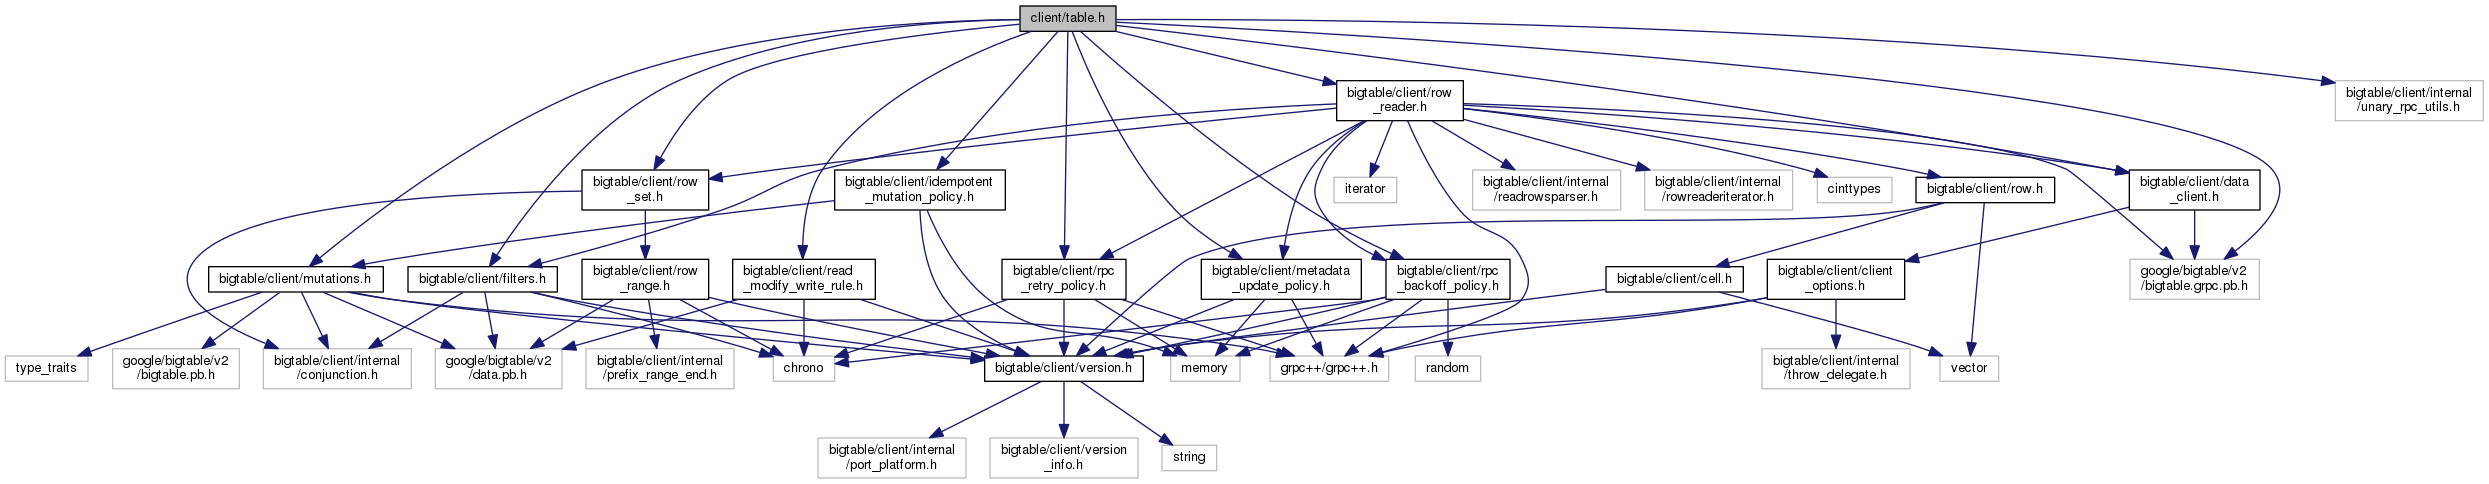 client/table.h
bigtable/client/row
_reader.h
bigtable/client/internal
/unary_rpc_utils.h
bigtable/client/row
_set.h
bigtable/client/idempotent
_mutation_policy.h
iterator
bigtable/client/internal
/readrowsparser.h
bigtable/client/internal
/rowreaderiterator.h
cinttypes
bigtable/client/row.h
bigtable/client/data
_client.h
bigtable/client/mutations.h
bigtable/client/filters.h
bigtable/client/row
_range.h
bigtable/client/read
_modify_write_rule.h
bigtable/client/rpc
_retry_policy.h
bigtable/client/metadata
_update_policy.h
bigtable/client/rpc
_backoff_policy.h
bigtable/client/cell.h
bigtable/client/client
_options.h
google/bigtable/v2
/bigtable.grpc.pb.h
type_traits
google/bigtable/v2
/bigtable.pb.h
bigtable/client/internal
/conjunction.h
google/bigtable/v2
/data.pb.h
bigtable/client/internal
/prefix_range_end.h
chrono
bigtable/client/version.h
memory
grpc++/grpc++.h
random
bigtable/client/internal
/throw_delegate.h
vector
bigtable/client/internal
/port_platform.h
bigtable/client/version
_info.h
string